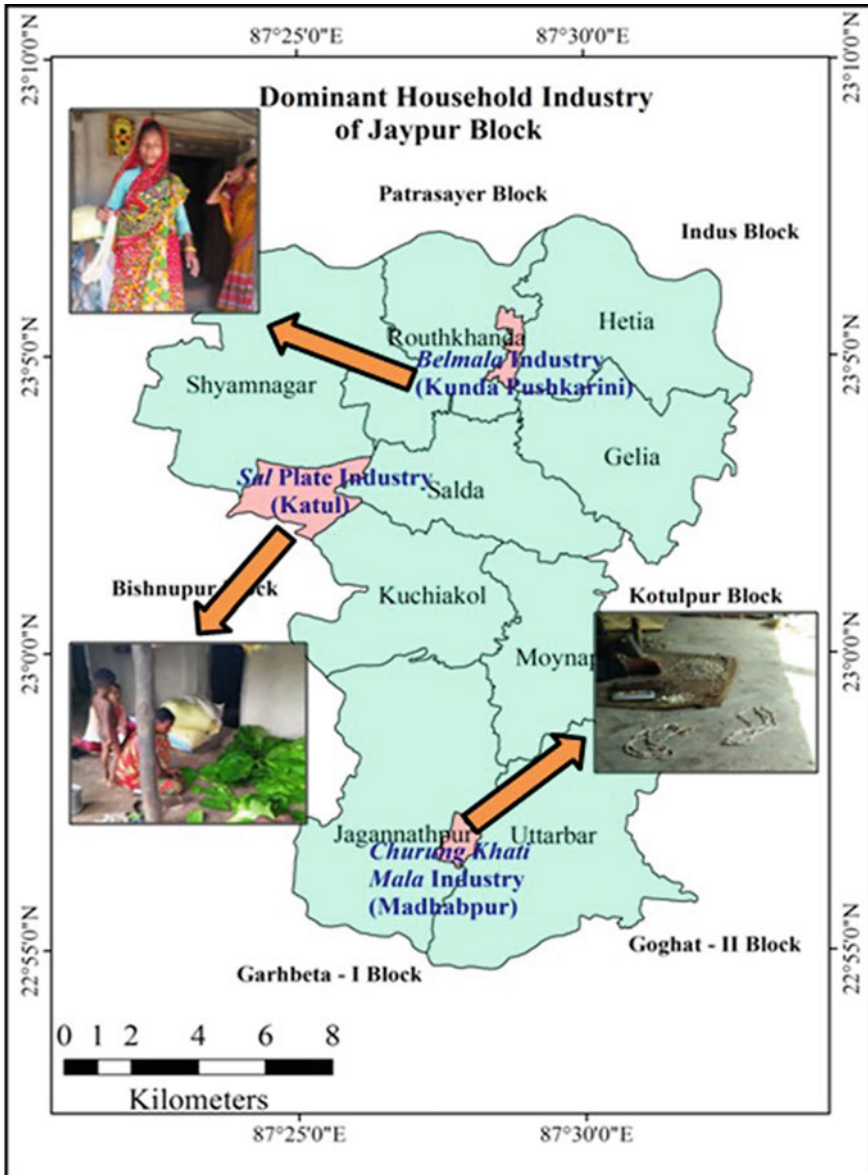 87°25'0"E
87°30'0"E
23°10'0"N
23°10'0"N
Dominant Household Industry
of Jaypur Block
Patrasayer Block
Indus Block
Routhkhanda
Hetia
23°5'0"N
23°5'0"N
Belmala Industry
(Kunda Pushkarini)
Shyamnagar
Gelia
Sal Plate Industry
(Katul)
Salda
Bishnupur Block
Kuchiakol
Kotulpur Block
23°0'0"N
23°0'0"N
Jagannathpur
Uttarbar
Churung Khati
Mala Industry
(Madhabpur)
Goghat - II Block
22°55'0"N
22°55'0"N
Garhbeta - I Block
0 1 2 4 6 8
Kilometers
87°25'0"E
87°30'0"E